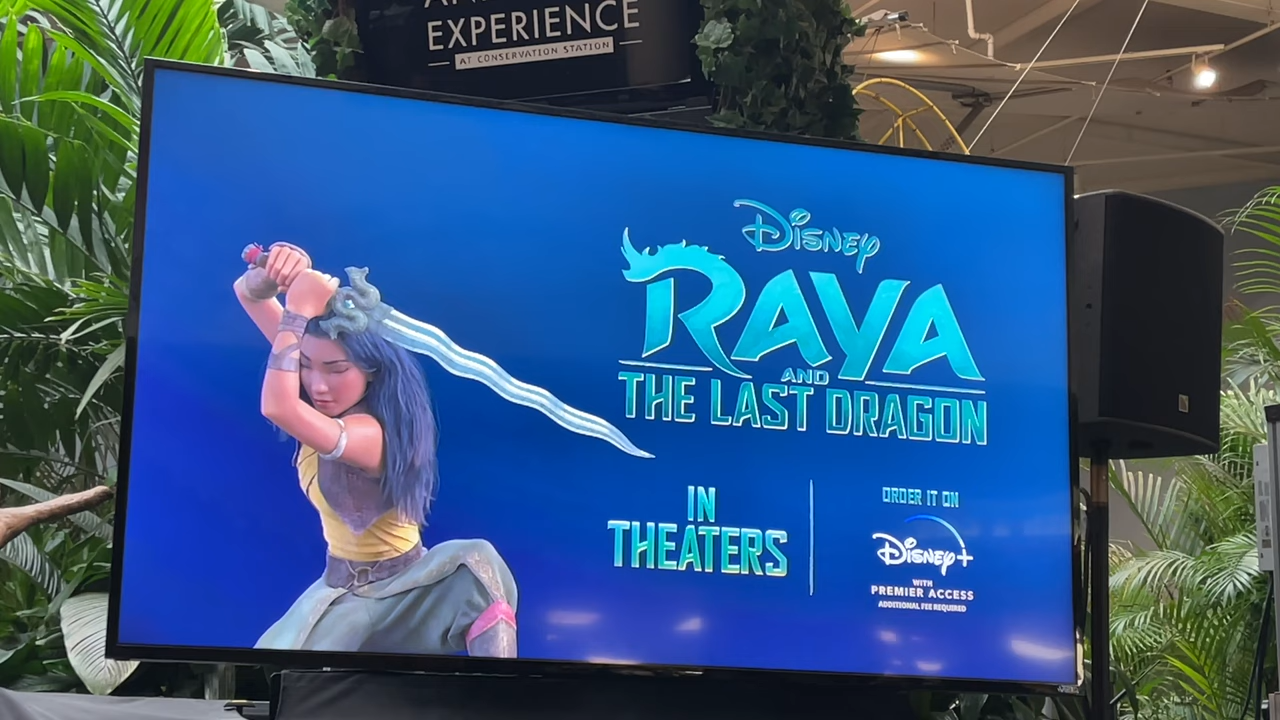 EXPERIENCE
AT CONSERVATION STATION
Disney
RAYA
AND
THE LAST DRAGON
IN
THEATERS
ORDER IT ON
Disney+
WITH
PREMIER ACCESS
ADDITIONAL FEE REQUIRED